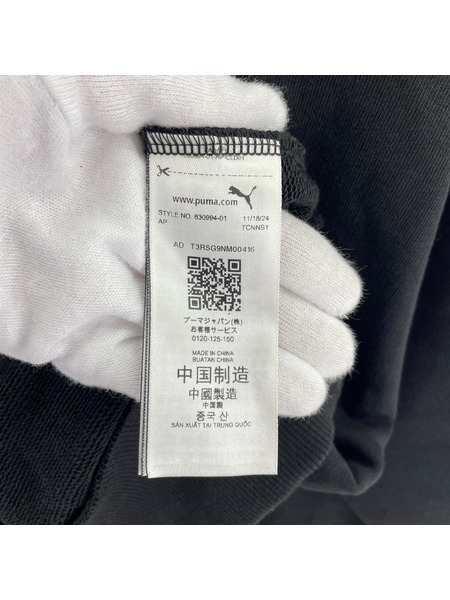 www.puma.com
STYLE NO. 630994-01 11/18/24
AP TCNNS1
AD T3RSG9NM00416
プーマジャパン(株)
お客様サービス
0120-125-150
MADE IN CHINA
BUATAN CHINA
中国制造
中國製造
中国製
중국 산
SẢN XUẤT TẠI TRUNG QUỐC